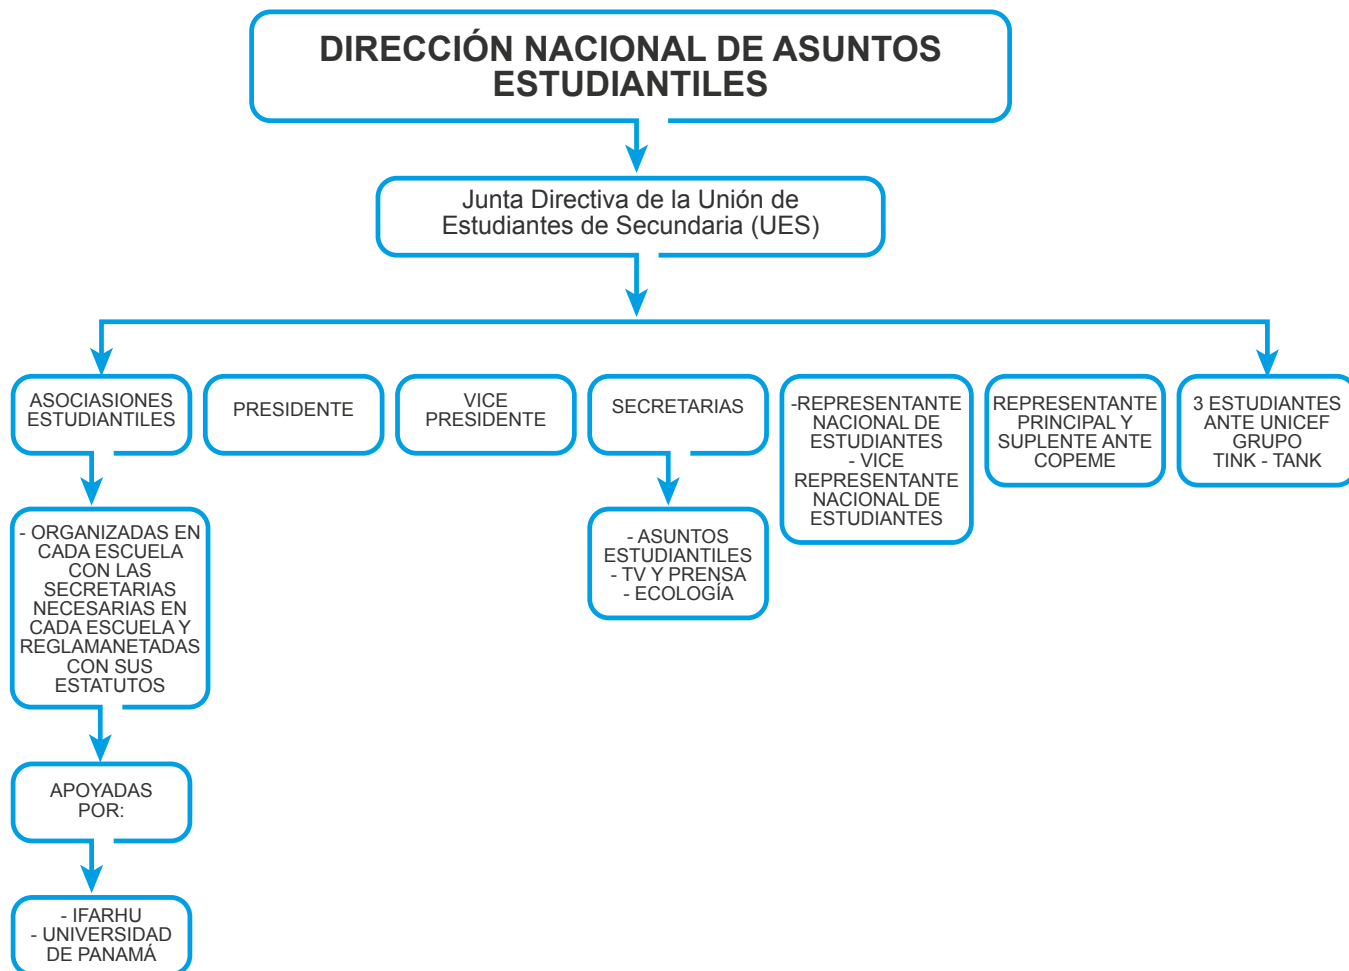 DIRECCIÓN NACIONAL DE ASUNTOS
ESTUDIANTILES
Junta Directiva de la Unión de
Estudiantes de Secundaria (UES)
ASOCIASIONES
ESTUDIANTILES
PRESIDENTE
VICE
PRESIDENTE
SECRETARIAS
-REPRESENTANTE
NACIONAL DE
ESTUDIANTES
- VICE
REPRESENTANTE
NACIONAL DE
ESTUDIANTES
REPRESENTANTE
PRINCIPAL Y
SUPLENTE ANTE
COPEME
3 ESTUDIANTES
ANTE UNICEF
GRUPO
TINK - TANK
- ORGANIZADAS EN
CADA ESCUELA
CON LAS
SECRETARIAS
NECESARIAS EN
CADA ESCUELA Y
REGLAMANETADAS
CON SUS
ESTATUTOS
- ASUNTOS
ESTUDIANTILES
- TV Y PRENSA
- ECOLOGÍA
APOYADAS
POR:
- IFARHU
- UNIVERSIDAD
DE PANAMÁ